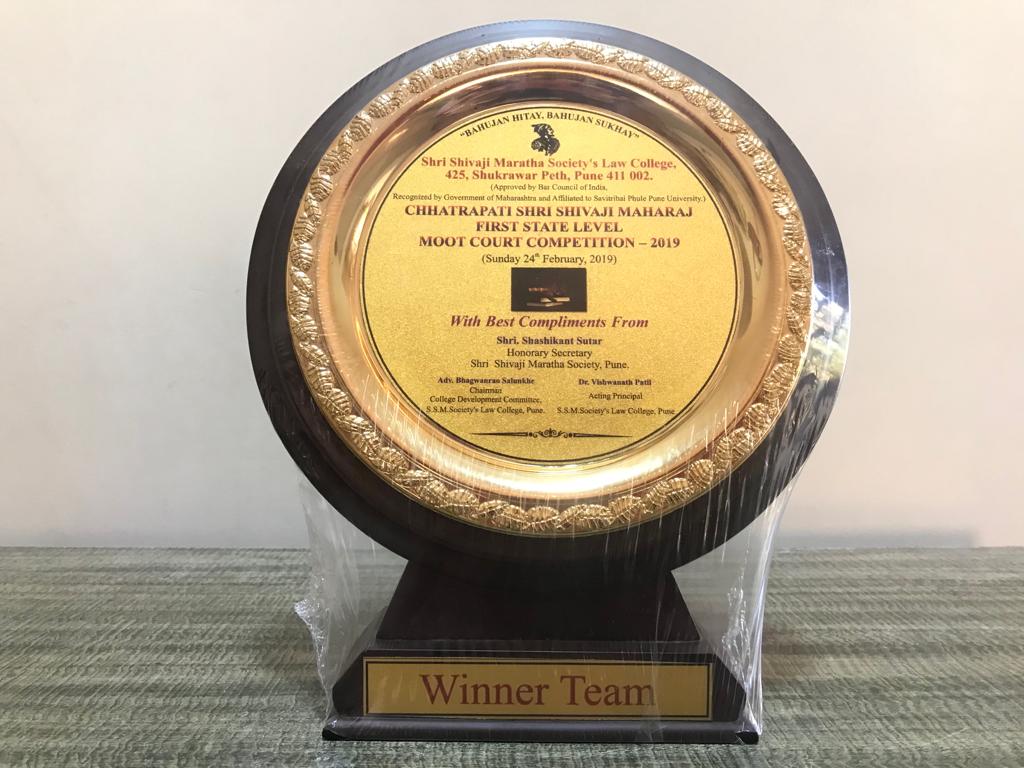 "BAHUJAN HITAY, BAHUJAN SUKHAY"
Shri Shivaji Maratha Society's Law College,
425, Shukrawar Peth, Pune 411 002.
(Approved by Bar Council of India,
Recognized by Government of Maharashtra and Affiliated to Savitribai Phule Pune University.)
CHHATRAPATI SHRI SHIVAJI MAHARAJ
FIRST STATE LEVEL
MOOT COURT COMPETITION – 2019
(Sunday 24th February, 2019)
With Best Compliments From
Shri. Shashikant Sutar
Honorary Secretary
Shri Shivaji Maratha Society, Pune.
Adv. Bhagwanrao Salunkhe
Chairman
College Development Committee,
S.S.M.Society's Law College, Pune.
Dr. Vishwanath Patil
Acting Principal
S.S.M.Society's Law College, Pune
Winner Team